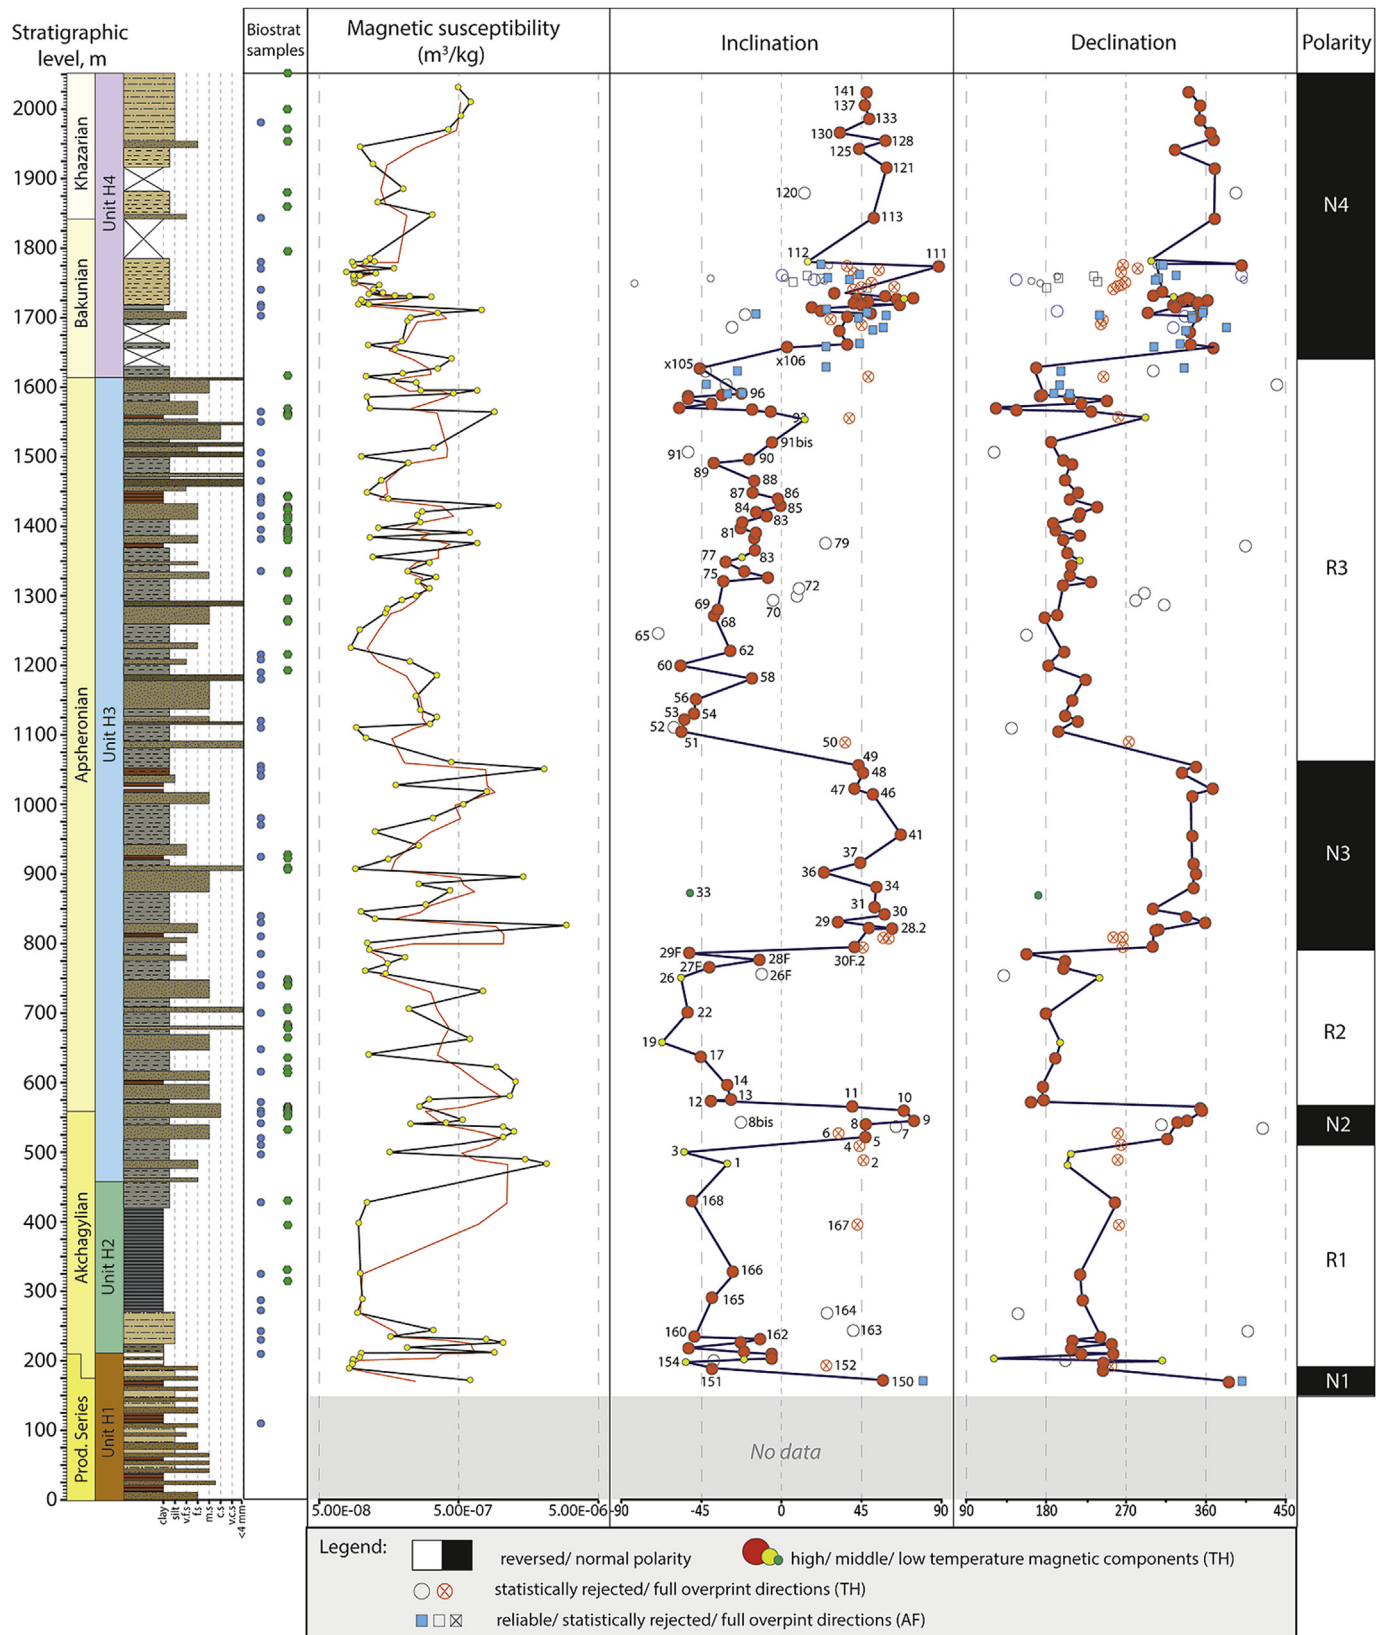 Stratigraphic
level, m
Biostrat
samples
Magnetic susceptibility
(m³/kg)
Inclination
Declination
Polarity
2000
1900
1800
1700
1600
1500
1400
1300
1200
1100
1000
900
800
700
600
500
400
300
200
100
0
Khazarian
Bakunian
Apsheronian
Akchagylian
Prod. Series
Unit H4
Unit H3
Unit H2
Unit H1
141
137
133
130
128
125
121
120
113
112
111
x105
x106
96
93
91bis
91
90
89
88
87
86
85
84
83
81
79
77
83
75
72
70
69
68
65
62
60
58
56
53
54
52
51
50
49
48
47
46
41
37
36
34
33
31
30
29
28.2
30F.2
29F
28F
27F
26F
26
22
19
17
14
13
12
11
10
9
8
8bis
7
6
5
4
3
2
1
168
167
166
165
164
163
162
160
154
152
151
150
N4
R3
N3
R2
N2
R1
N1
No data
clay
silt
v.f.s
f.s
m.s
c.s
v.c.s
<4 mm
5.00E-08
5.00E-07
5.00E-06
-90
-45
0
45
90
90
180
270
360
450
Legend:
reversed/ normal polarity
high/ middle/ low temperature magnetic components (TH)
statistically rejected/ full overprint directions (TH)
reliable/ statistically rejected/ full overpint directions (AF)